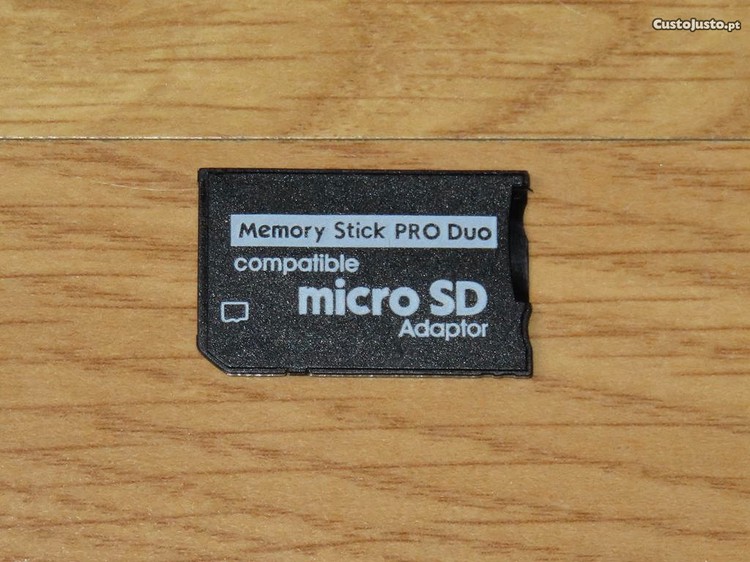 CustoJusto.pt
Memory Stick PRO Duo
compatible
micro SD
Adaptor